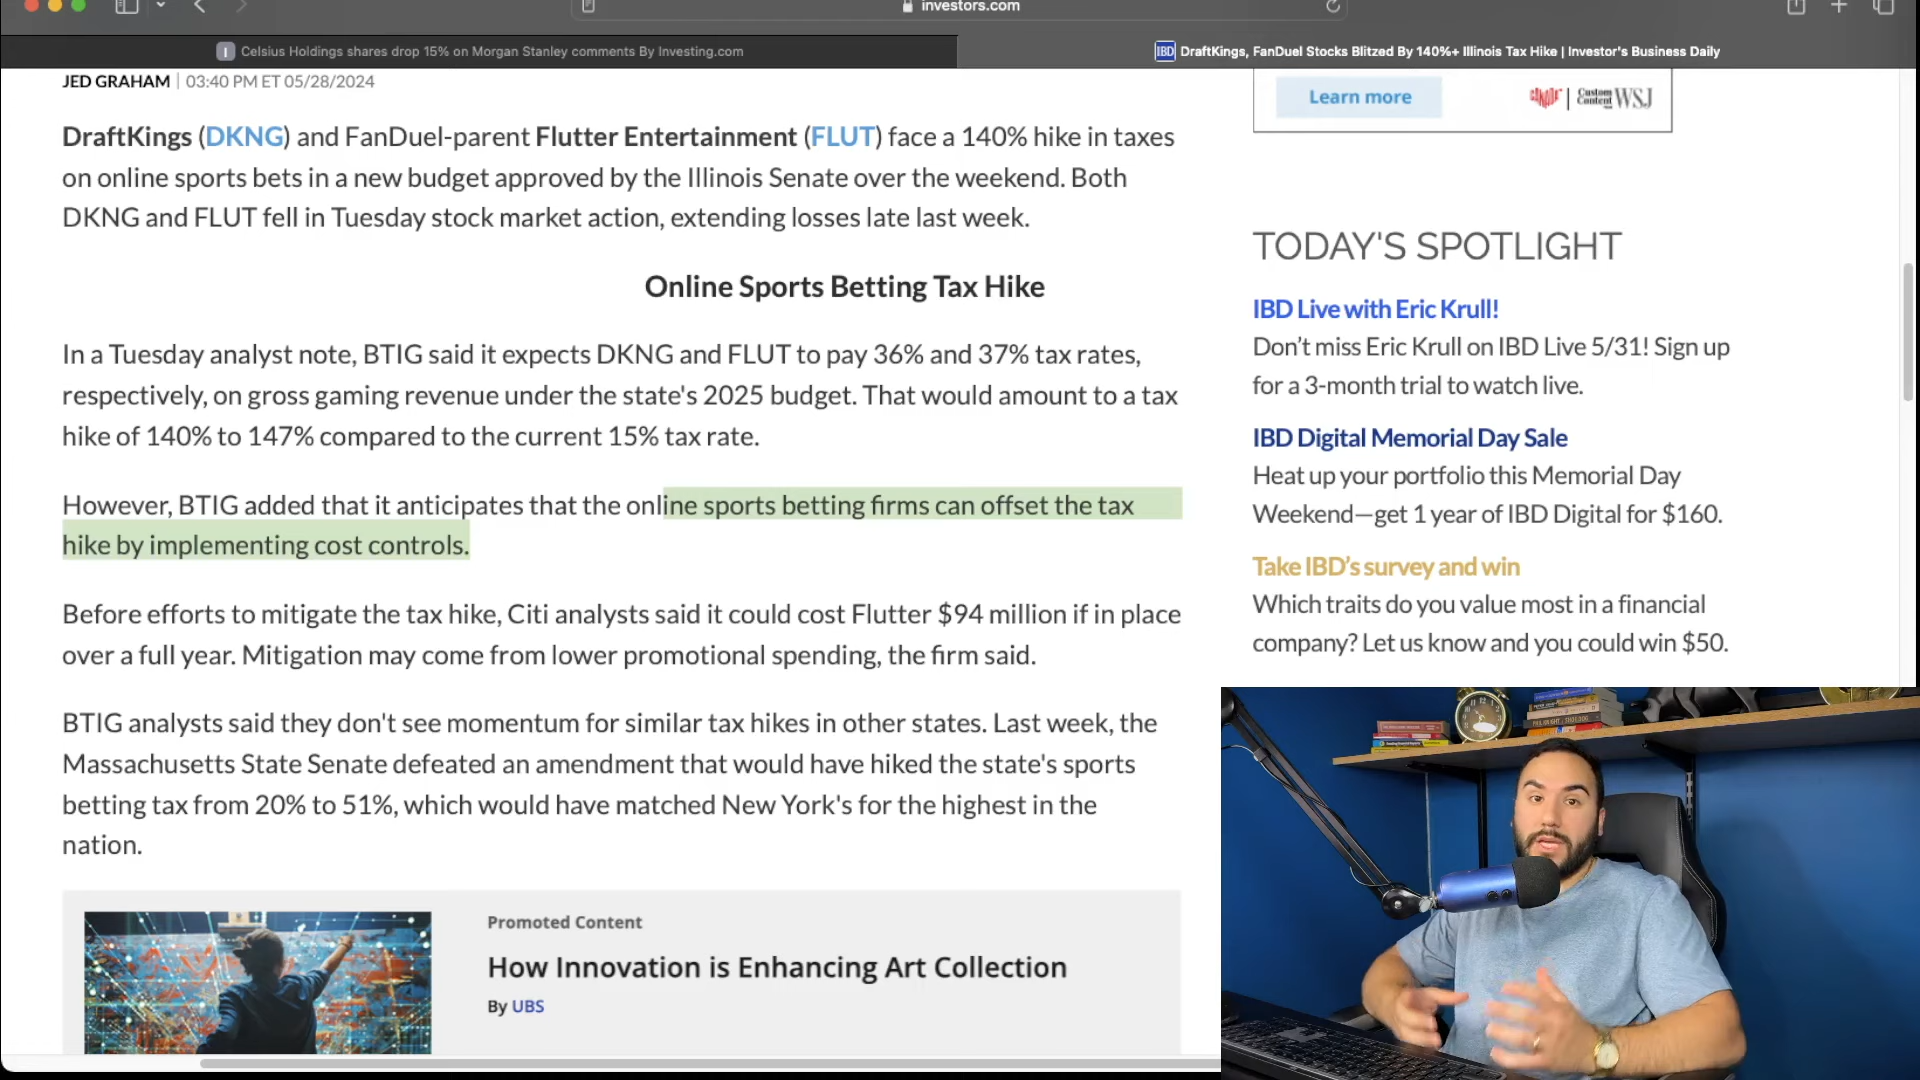 investors.com
Celsius Holdings shares drop 15% on Morgan Stanley comments By Investing.com
IBD DraftKings, FanDuel Stocks Blitzed By 140%+ Illinois Tax Hike | Investor's Business Daily
JED GRAHAM | 03:40 PM ET 05/28/2024
DraftKings (DKNG) and FanDuel-parent Flutter Entertainment (FLUT) face a 140% hike in taxes
on online sports bets in a new budget approved by the Illinois Senate over the weekend. Both
DKNG and FLUT fell in Tuesday stock market action, extending losses late last week.
Online Sports Betting Tax Hike
In a Tuesday analyst note, BTIG said it expects DKNG and FLUT to pay 36% and 37% tax rates,
respectively, on gross gaming revenue under the state's 2025 budget. That would amount to a tax
hike of 140% to 147% compared to the current 15% tax rate.
However, BTIG added that it anticipates that the online sports betting firms can offset the tax
hike by implementing cost controls.
Before efforts to mitigate the tax hike, Citi analysts said it could cost Flutter $94 million if in place
over a full year. Mitigation may come from lower promotional spending, the firm said.
BTIG analysts said they don't see momentum for similar tax hikes in other states. Last week, the
Massachusetts State Senate defeated an amendment that would have hiked the state's sports
betting tax from 20% to 51%, which would have matched New York's for the highest in the
nation.
Promoted Content
How Innovation is Enhancing Art Collection
By UBS
Learn more
Custom
Content WSJ
TODAY'S SPOTLIGHT
IBD Live with Eric Krull!
Don't miss Eric Krull on IBD Live 5/31! Sign up
for a 3-month trial to watch live.
IBD Digital Memorial Day Sale
Heat up your portfolio this Memorial Day
Weekend—get 1 year of IBD Digital for $160.
Take IBD's survey and win
Which traits do you value most in a financial
company? Let us know and you could win $50.